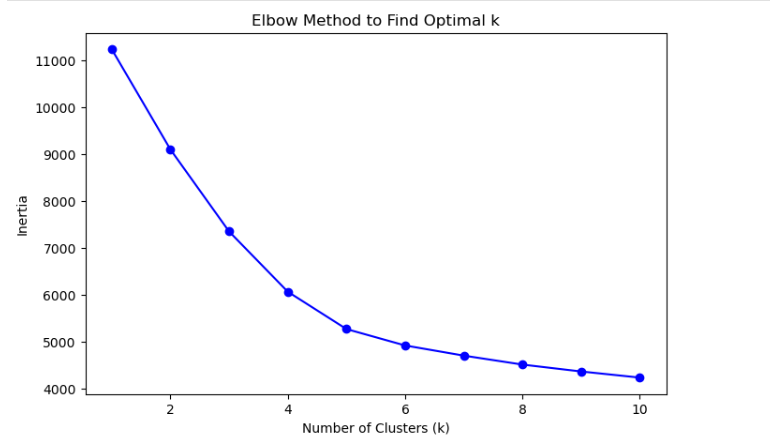 Elbow Method to Find Optimal k
11000
10000
9000
8000
7000
6000
5000
4000
Inertia
2 4 6 8 10
Number of Clusters (k)